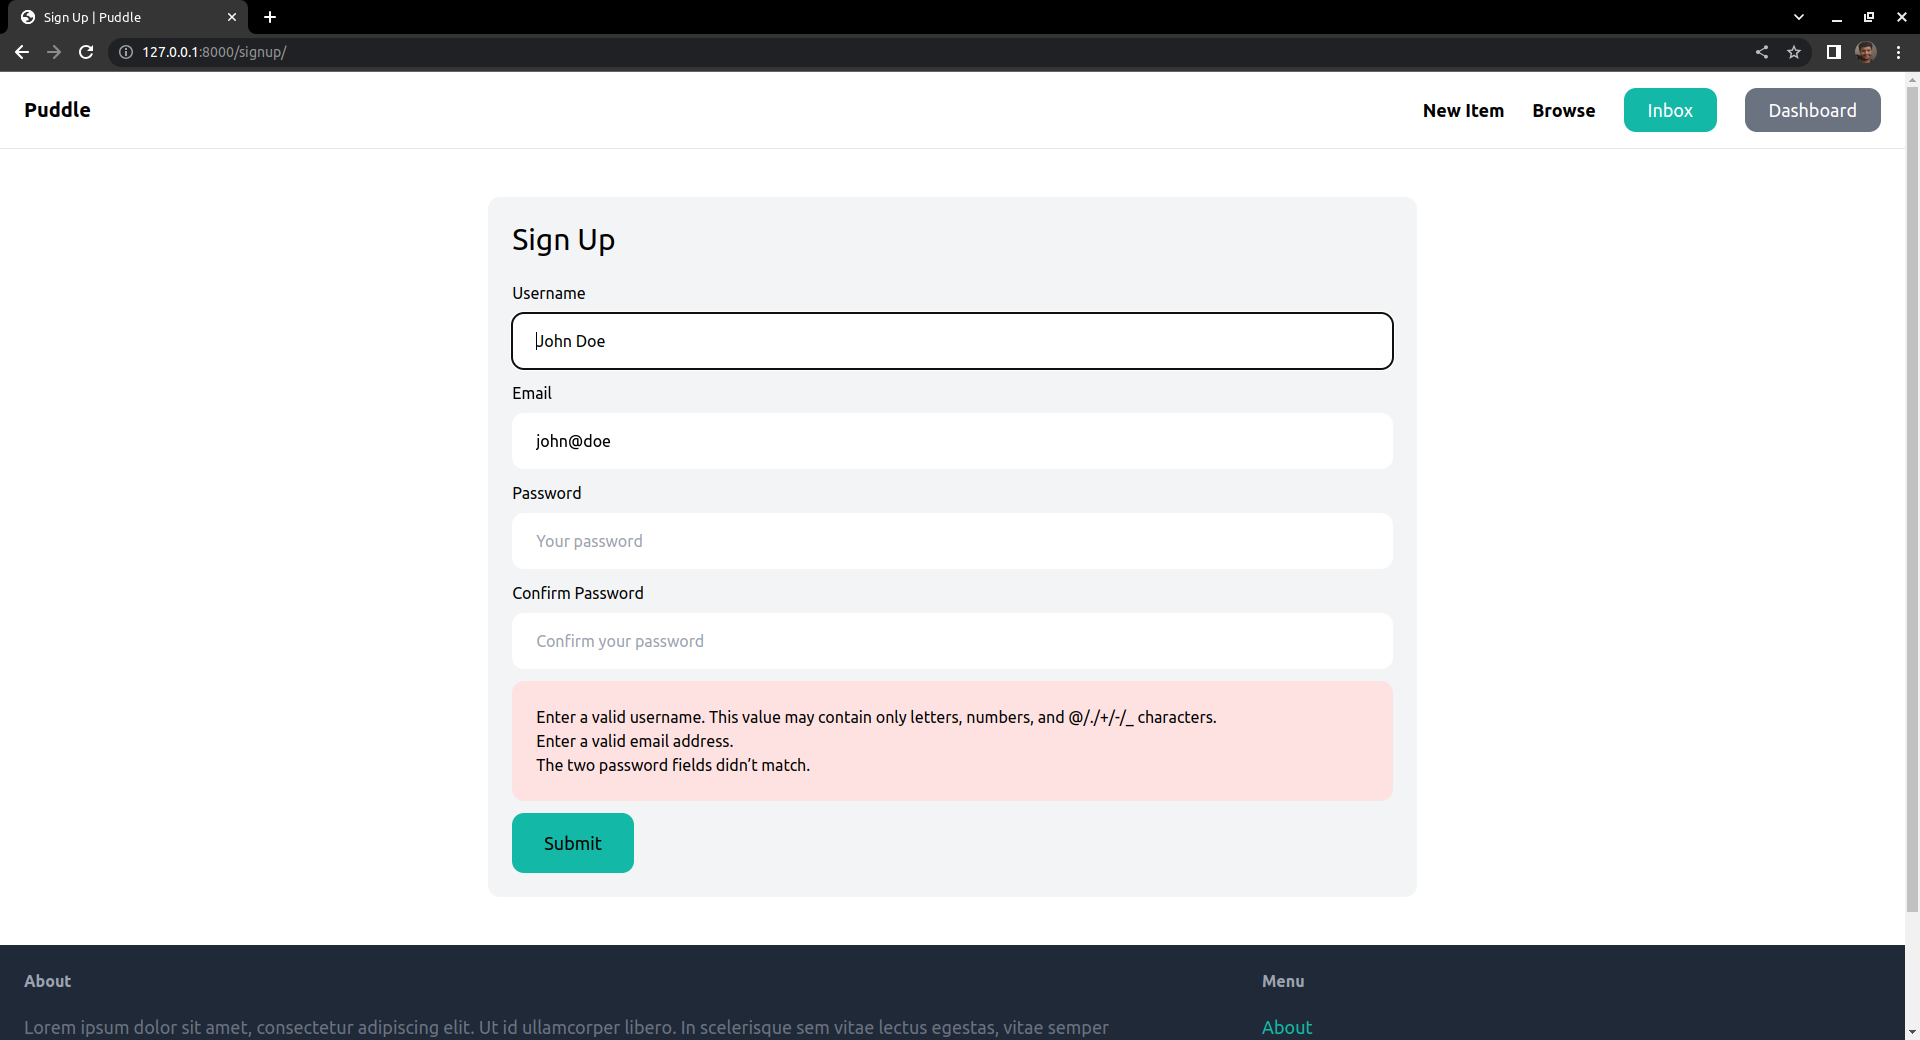 Sign Up | Puddle
127.0.0.1:8000/signup/
Puddle
New Item Browse Inbox Dashboard
Sign Up
Username
John Doe
Email
john@doe
Password
Your password
Confirm Password
Confirm your password
Enter a valid username. This value may contain only letters, numbers, and @/./+/-/_ characters.
Enter a valid email address.
The two password fields didn’t match.
Submit
About
Menu
Lorem ipsum dolor sit amet, consectetur adipiscing elit. Ut id ullamcorper libero. In scelerisque sem vitae lectus egestas, vitae semper
About